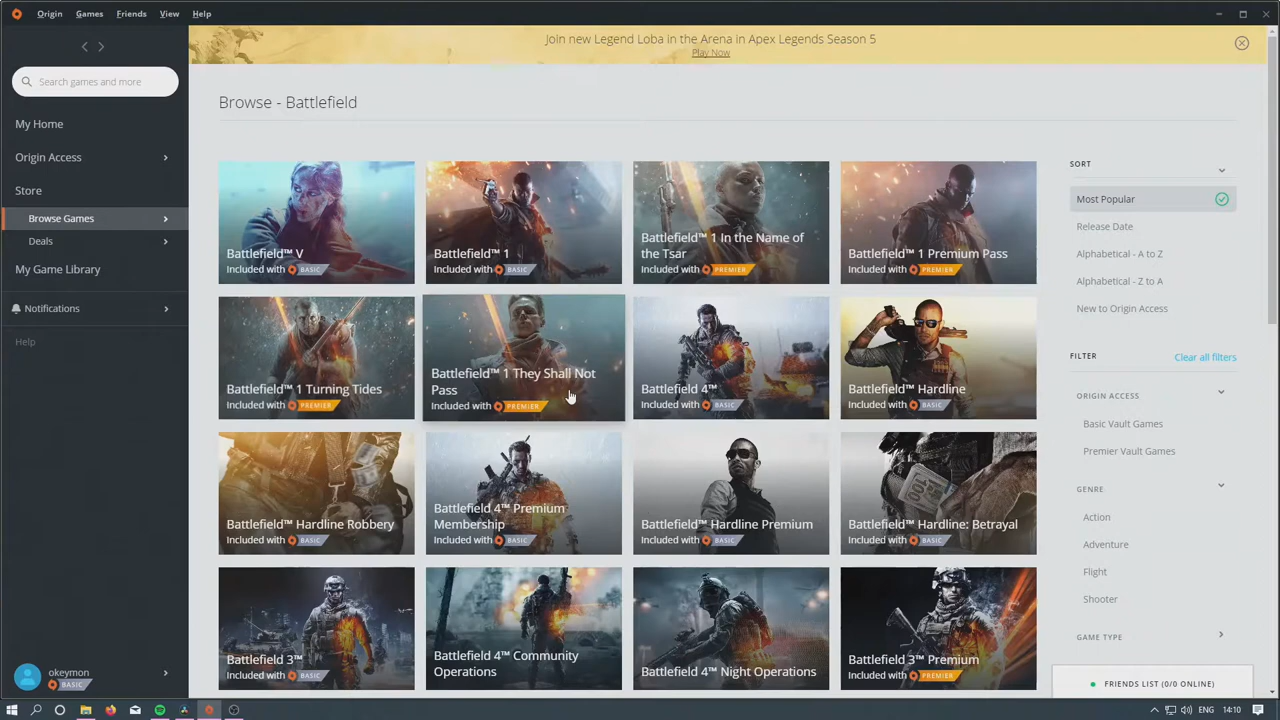 Origin Games Friends View Help
Join new Legend Loba in the Arena in Apex Legends Season 5
Play Now
Search games and more
My Home
Origin Access
Store
Browse Games
Deals
My Game Library
Notifications
Help
okeymon
BASIC
Browse - Battlefield
Battlefield™ V
Included with BASIC
Battlefield™ 1
Included with BASIC
Battlefield™ 1 In the Name of
the Tsar
Included with PREMIER
Battlefield™ 1 Premium Pass
Included with PREMIER
Battlefield™ 1 Turning Tides
Included with PREMIER
Battlefield™ 1 They Shall Not
Pass
Included with PREMIER
Battlefield 4™
Included with BASIC
Battlefield™ Hardline
Included with BASIC
Battlefield™ Hardline Robbery
Included with BASIC
Battlefield 4™ Premium
Membership
Included with BASIC
Battlefield™ Hardline Premium
Included with BASIC
Battlefield™ Hardline: Betrayal
Included with BASIC
Battlefield 3™
Included with BASIC
Battlefield 4™ Community
Operations
Battlefield 4™ Night Operations
Battlefield 3™ Premium
Included with PREMIER
SORT
Most Popular
Release Date
Alphabetical - A to Z
Alphabetical - Z to A
New to Origin Access
FILTER Clear all filters
ORIGIN ACCESS
Basic Vault Games
Premier Vault Games
GENRE
Action
Adventure
Flight
Shooter
GAME TYPE
FRIENDS LIST (0/0 ONLINE)
ENG 14:10